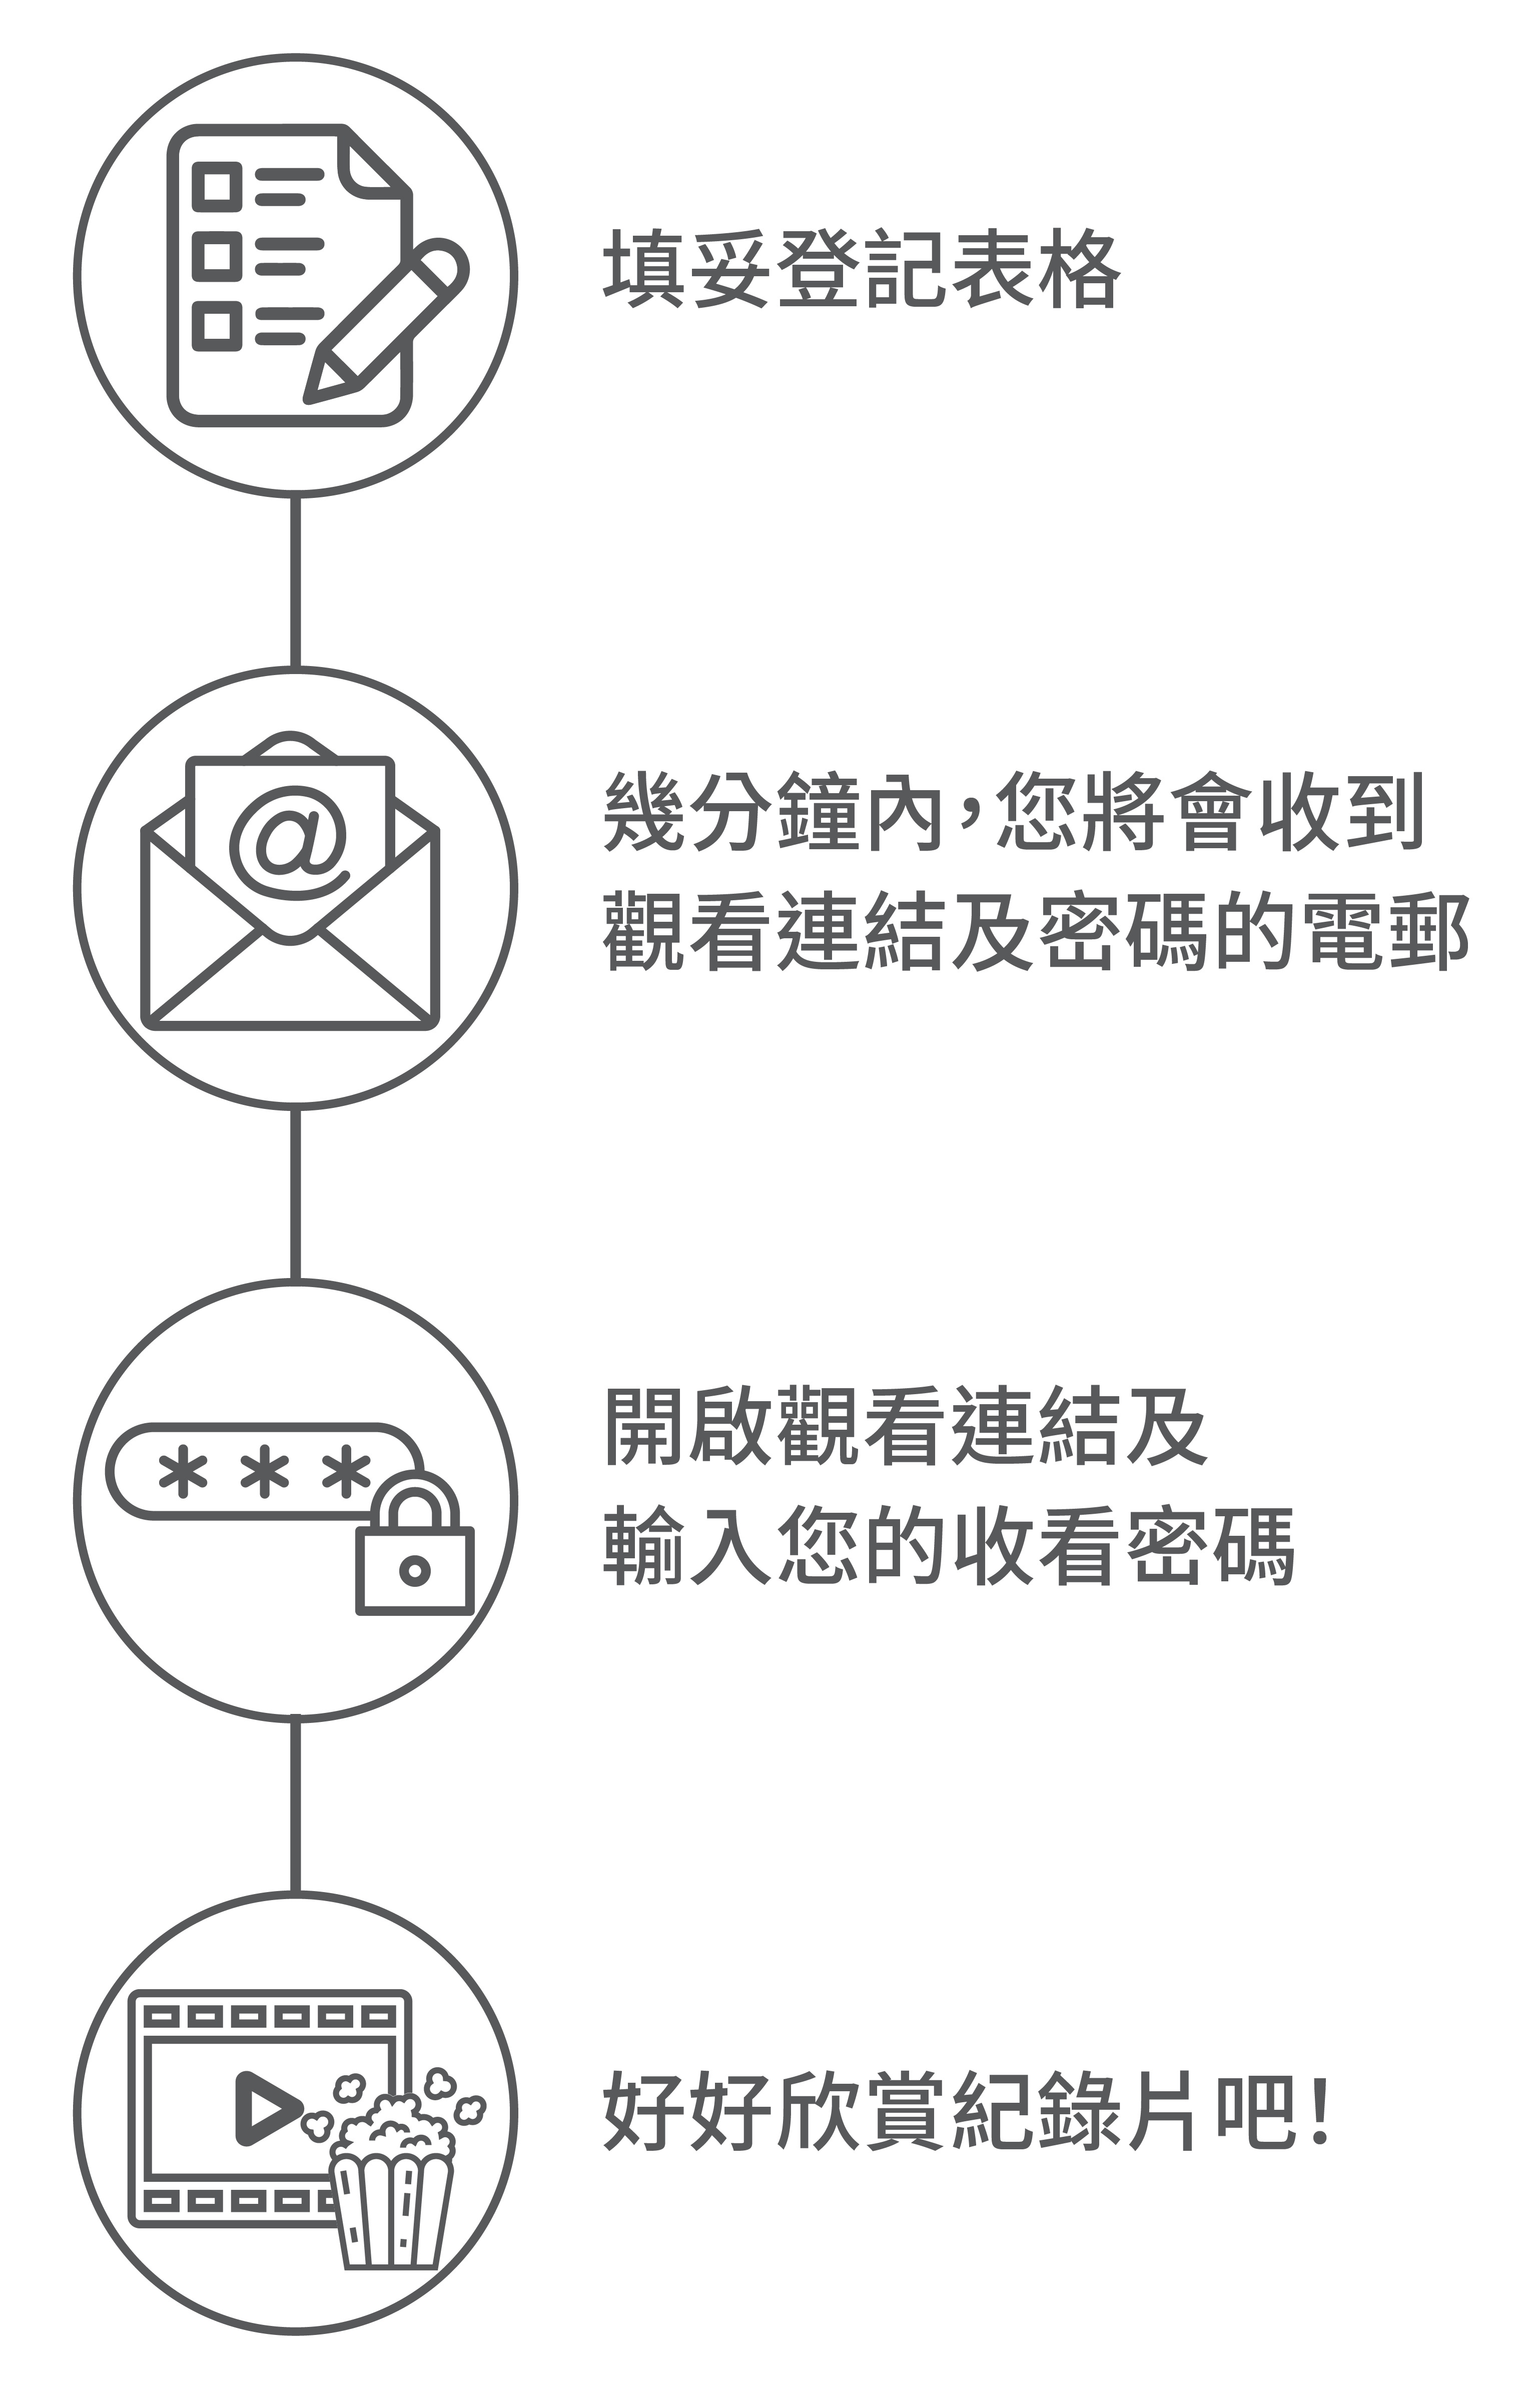 填妥登記表格
幾分鐘內，您將會收到
觀看連結及密碼的電郵
開啟觀看連結及
輸入您的收看密碼
好好欣賞紀錄片吧！